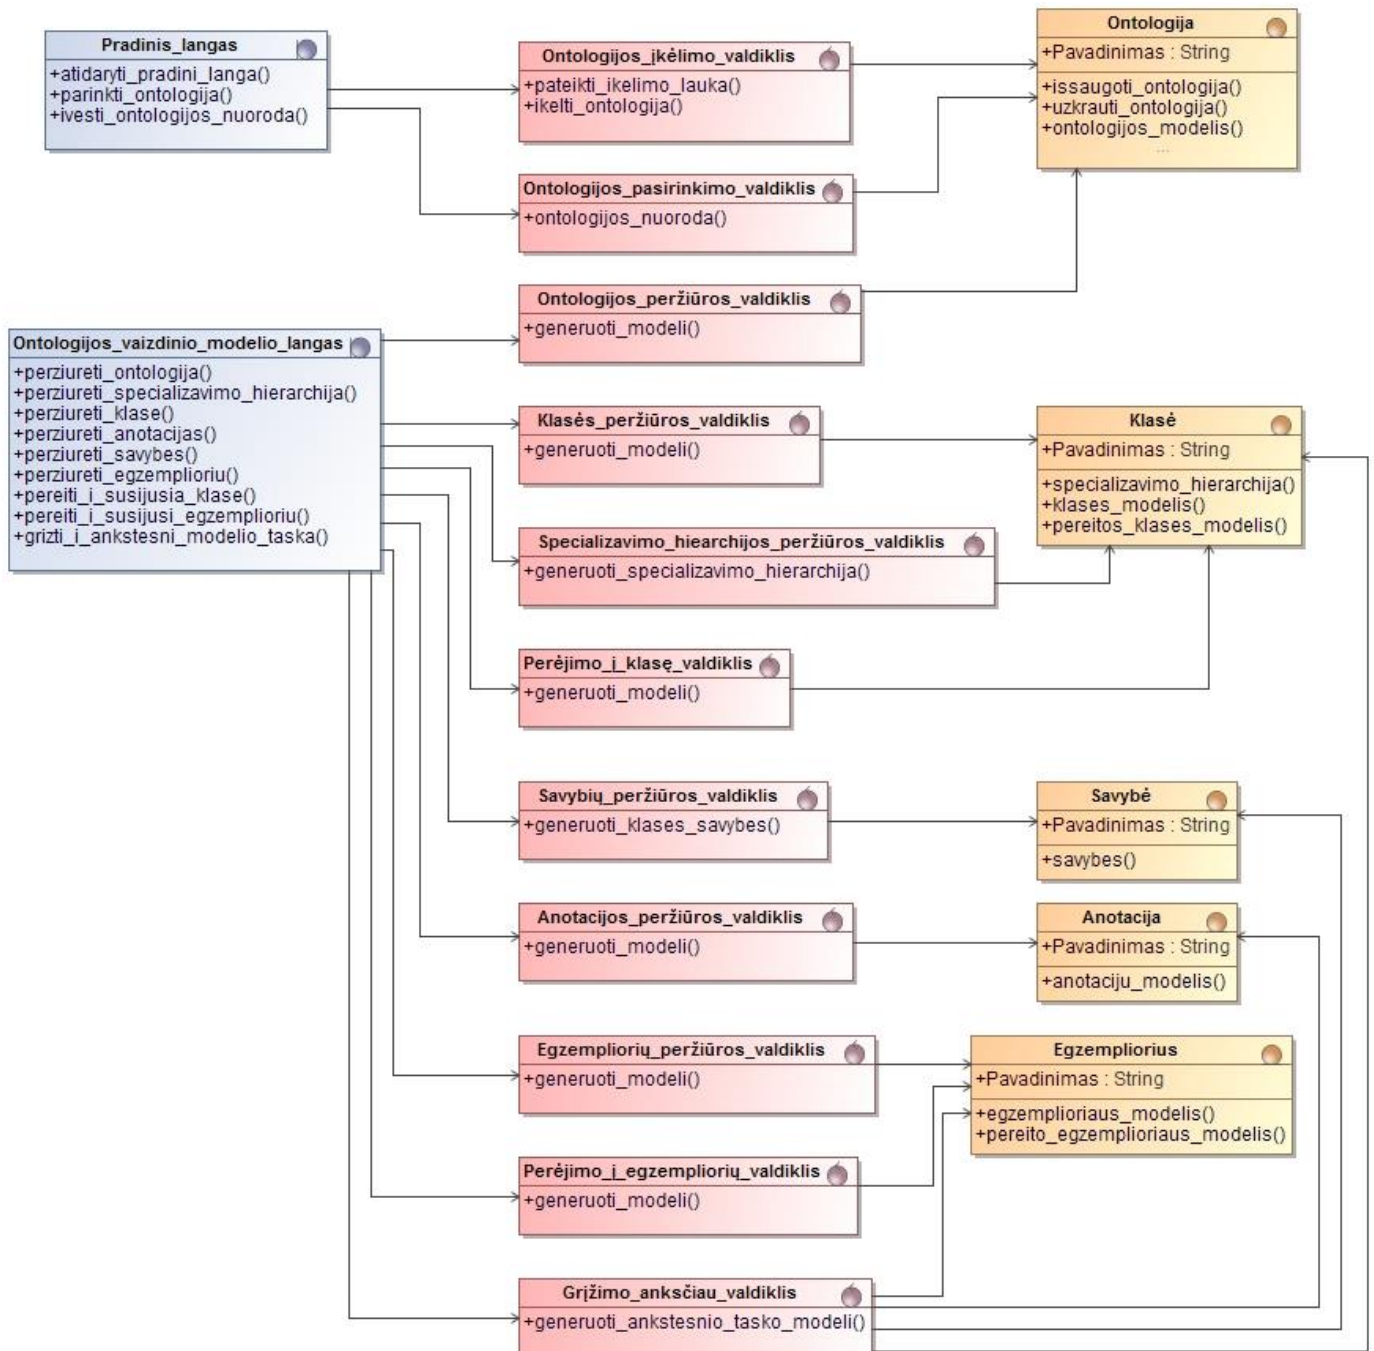 Pradinis_langas
+atidaryti_pradini_langa()
+parinkti_ontologija()
+ivesti_ontologijos_nuoroda()
Ontologijos_įkėlimo_valdiklis
+pateikti_ikelimo_lauka()
+ikelti_ontologija()
Ontologija
+Pavadinimas : String
+issaugoti_ontologija()
+uzkrauti_ontologija()
+ontologijos_modelis()
...
Ontologijos_pasirinkimo_valdiklis
+ontologijos_nuoroda()
Ontologijos_peržiūros_valdiklis
+generuoti_modeli()
Ontologijos_vaizdinio_modelio_langas
+perziureti_ontologija()
+perziureti_specializavimo_hierarchija()
+perziureti_klase()
+perziureti_anotacijas()
+perziureti_savybes()
+perziureti_egzemplioriu()
+pereiti_i_susijusia_klase()
+pereiti_i_susijusi_egzemplioriu()
+grizti_i_ankstesni_modelio_taska()
Klasės_peržiūros_valdiklis
+generuoti_modeli()
Klasė
+Pavadinimas : String
+specializavimo_hierarchija()
+klases_modelis()
+pereitos_klases_modelis()
Specializavimo_hiearchijos_peržiūros_valdiklis
+generuoti_specializavimo_hierarchija()
Perėjimo_į_klasę_valdiklis
+generuoti_modeli()
Savybių_peržiūros_valdiklis
+generuoti_klases_savybes()
Savybė
+Pavadinimas : String
+savybes()
Anotacijos_peržiūros_valdiklis
+generuoti_modeli()
Anotacija
+Pavadinimas : String
+anotaciju_modelis()
Egzempliorių_peržiūros_valdiklis
+generuoti_modeli()
Egzempliorius
+Pavadinimas : String
+egzemplioriaus_modelis()
+pereito_egzemplioriaus_modelis()
Perėjimo_į_egzempliorių_valdiklis
+generuoti_modeli()
Grįžimo_anksčiau_valdiklis
+generuoti_ankstesnio_tasko_modeli()